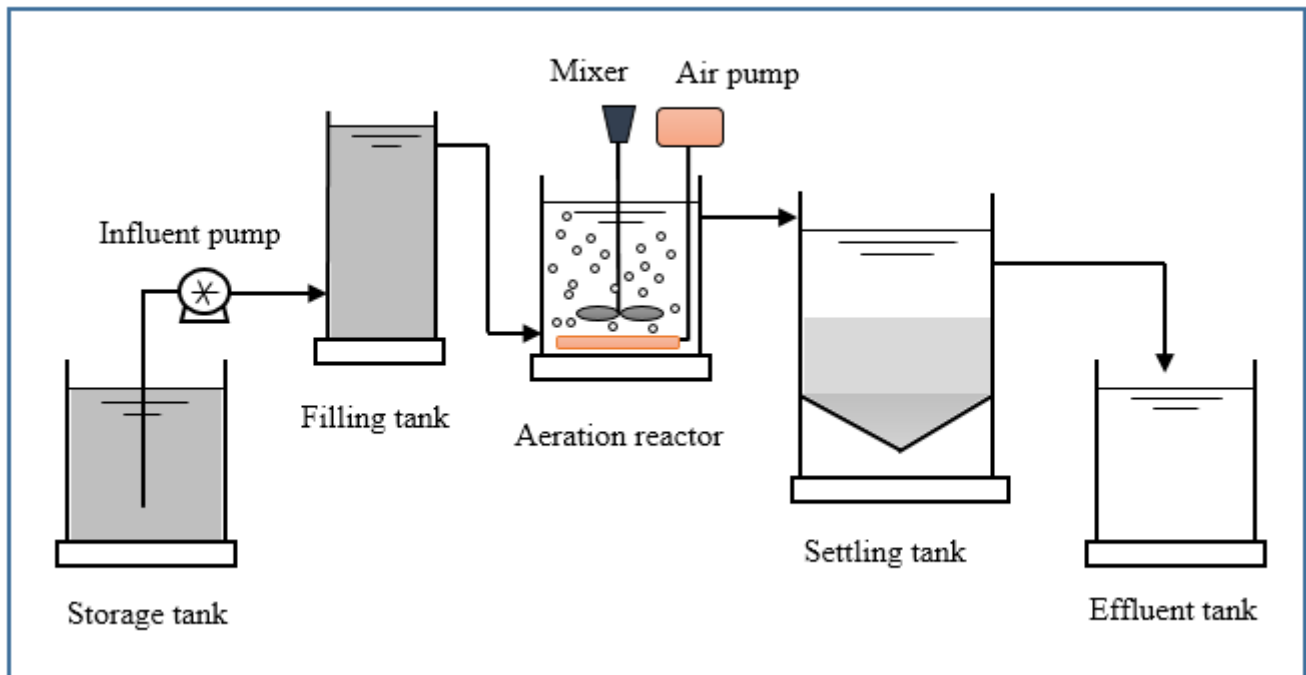 Mixer
Air pump
Influent pump
Filling tank
Aeration reactor
Settling tank
Storage tank
Effluent tank